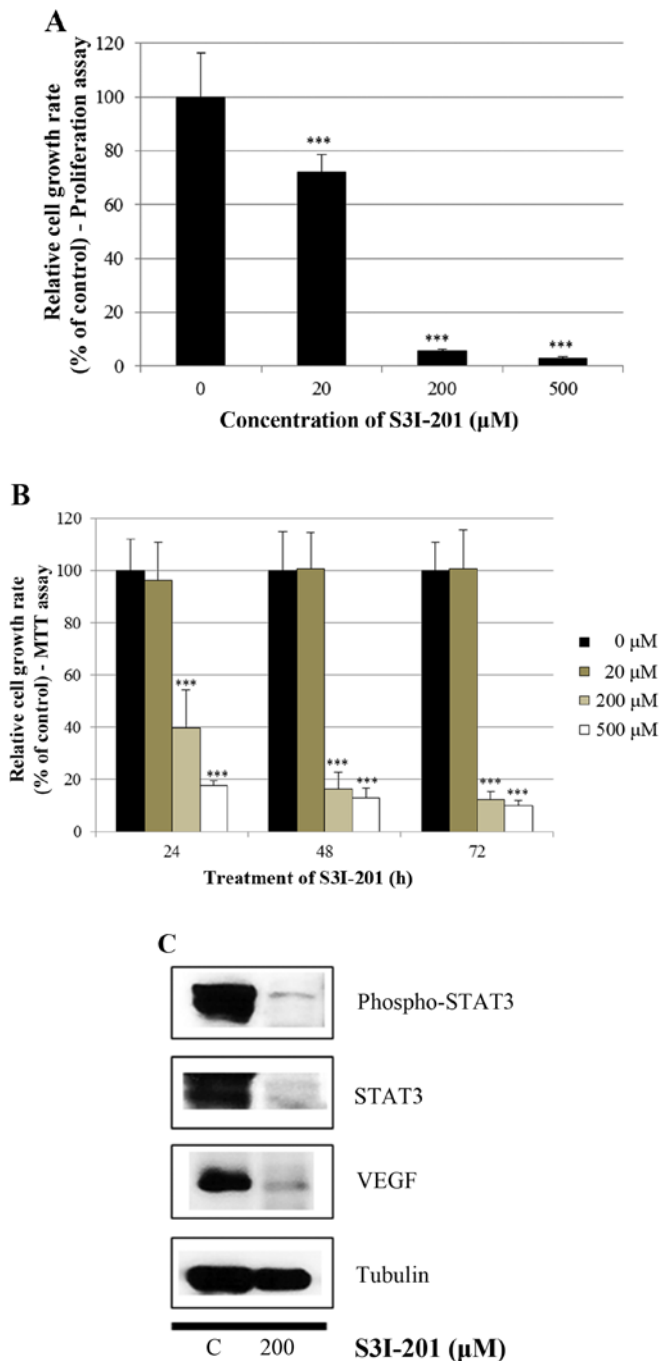 A
Relative cell growth rate
(% of control) - Proliferation assay
120
100
80
60
40
20
0
***
***
***
0 20 200 500
Concentration of S3I-201 (µM)
B
Relative cell growth rate
(% of control) - MTT assay
120
100
80
60
40
20
0
***
***
***
***
***
***
24 48 72
Treatment of S3I-201 (h)
0 µM
20 µM
200 µM
500 µM
C
Phospho-STAT3
STAT3
VEGF
Tubulin
C 200 S3I-201 (µM)